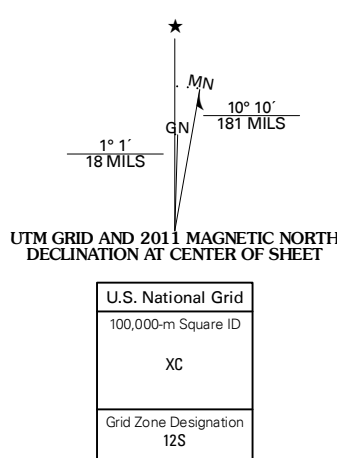 ★
MN
GN
10° 10´
181 MILS
1° 1´
18 MILS
UTM GRID AND 2011 MAGNETIC NORTH
DECLINATION AT CENTER OF SHEET
U.S. National Grid
100,000-m Square ID
XC
Grid Zone Designation
12S